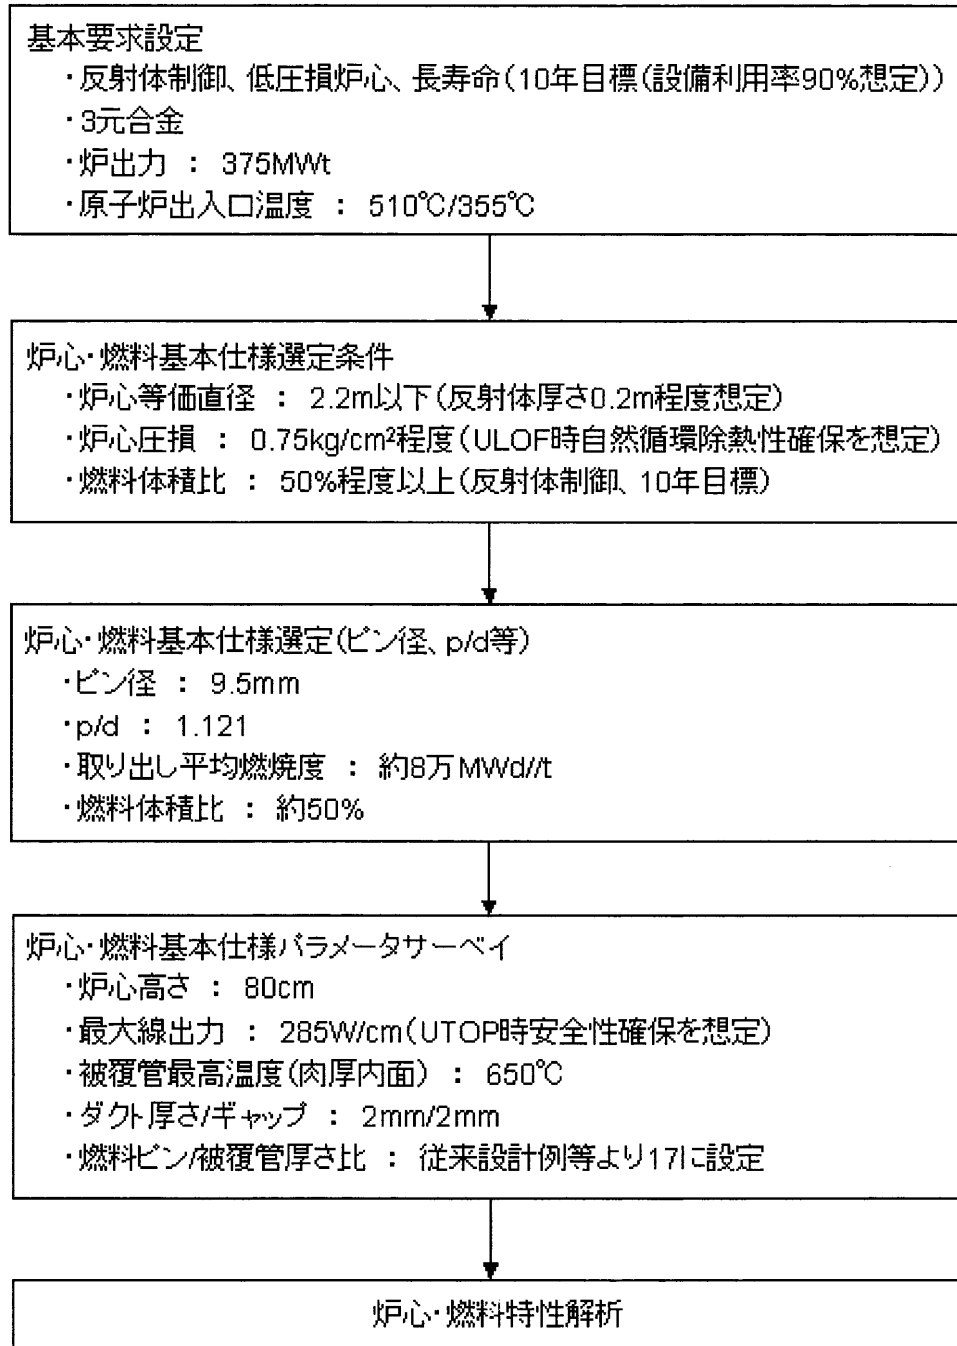 基本要求設定
・反射体制御、低圧損炉心、長寿命(10年目標(設備利用率90%想定))
・3元合金
・炉出力 ： 375MWt
・原子炉出入口温度 ： 510℃/355℃
炉心・燃料基本仕様選定条件
・炉心等価直径 ： 2.2m以下(反射体厚さ0.2m程度想定)
・炉心圧損 ： 0.75kg/cm²程度(ULOF時自然循環除熱性確保を想定)
・燃料体積比 ： 50%程度以上(反射体制御、10年目標)
炉心・燃料基本仕様選定(ピン径、p/d等)
・ピン径 ： 9.5mm
・p/d ： 1.121
・取り出し平均燃焼度 ： 約8万MWd//t
・燃料体積比 ： 約50%
炉心・燃料基本仕様パラメータサーベイ
・炉心高さ ： 80cm
・最大線出力 ： 285W/cm(UTOP時安全性確保を想定)
・被覆管最高温度(肉厚内面) ： 650℃
・ダクト厚さ/ギャップ ： 2mm/2mm
・燃料ピン/被覆管厚さ比 ： 従来設計例等より17に設定
炉心・燃料特性解析